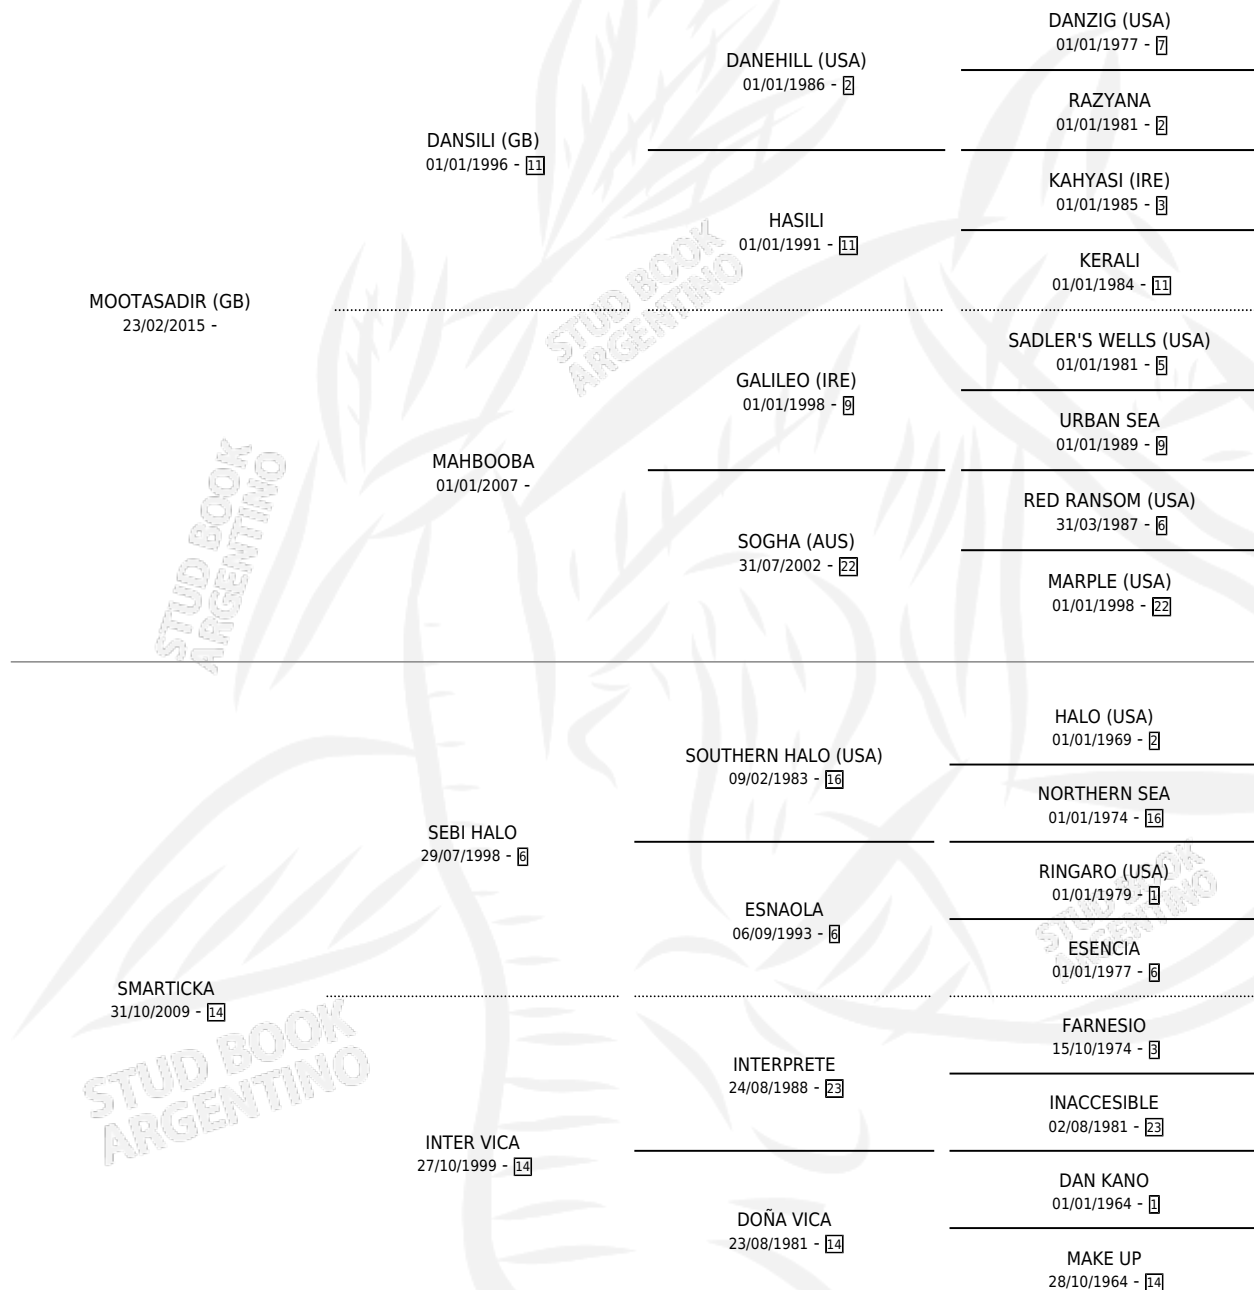 DANZIG (USA)
01/01/1977 - 7
DANEHILL (USA)
01/01/1986 - 2
RAZYANA
01/01/1981 - 2
DANSILI (GB)
01/01/1996 - 11
KAHYASI (IRE)
01/01/1985 - 3
HASILI
01/01/1991 - 11
KERALI
01/01/1984 - 11
MOOTASADIR (GB)
23/02/2015 -
SADLER'S WELLS (USA)
01/01/1981 - 5
GALILEO (IRE)
01/01/1998 - 9
URBAN SEA
01/01/1989 - 9
MAHBOOBA
01/01/2007 -
RED RANSOM (USA)
31/03/1987 - 6
SOGHA (AUS)
31/07/2002 - 22
MARPLE (USA)
01/01/1998 - 22
STUD BOOK
ARGENTINO
STUD BOOK
ARGENTINO
HALO (USA)
01/01/1969 - 2
SOUTHERN HALO (USA)
09/02/1983 - 16
NORTHERN SEA
01/01/1974 - 16
SEBI HALO
29/07/1998 - 6
RINGARO (USA)
01/01/1979 - 1
ESNAOLA
06/09/1993 - 6
ESENCIA
01/01/1977 - 6
SMARTICKA
31/10/2009 - 14
FARNESIO
15/10/1974 - 3
INTERPRETE
24/08/1988 - 23
INACCESIBLE
02/08/1981 - 23
INTER VICA
27/10/1999 - 14
DAN KANO
01/01/1964 - 1
DOÑA VICA
23/08/1981 - 14
MAKE UP
28/10/1964 - 14
STUD BOOK
ARGENTINO
STUD BOOK
ARGENTINO